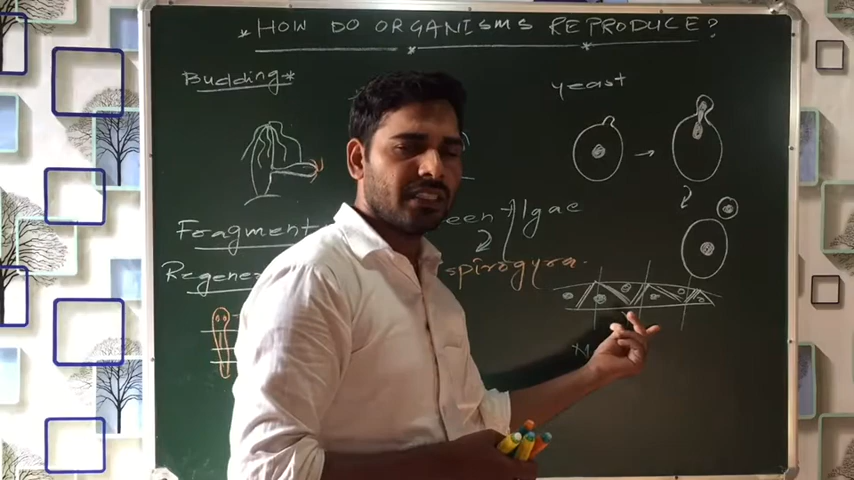 * HOW DO ORGANISMS REPRODUCE?
Budding *
yeast
Fragment
een Algae
Regene
spirogyra.